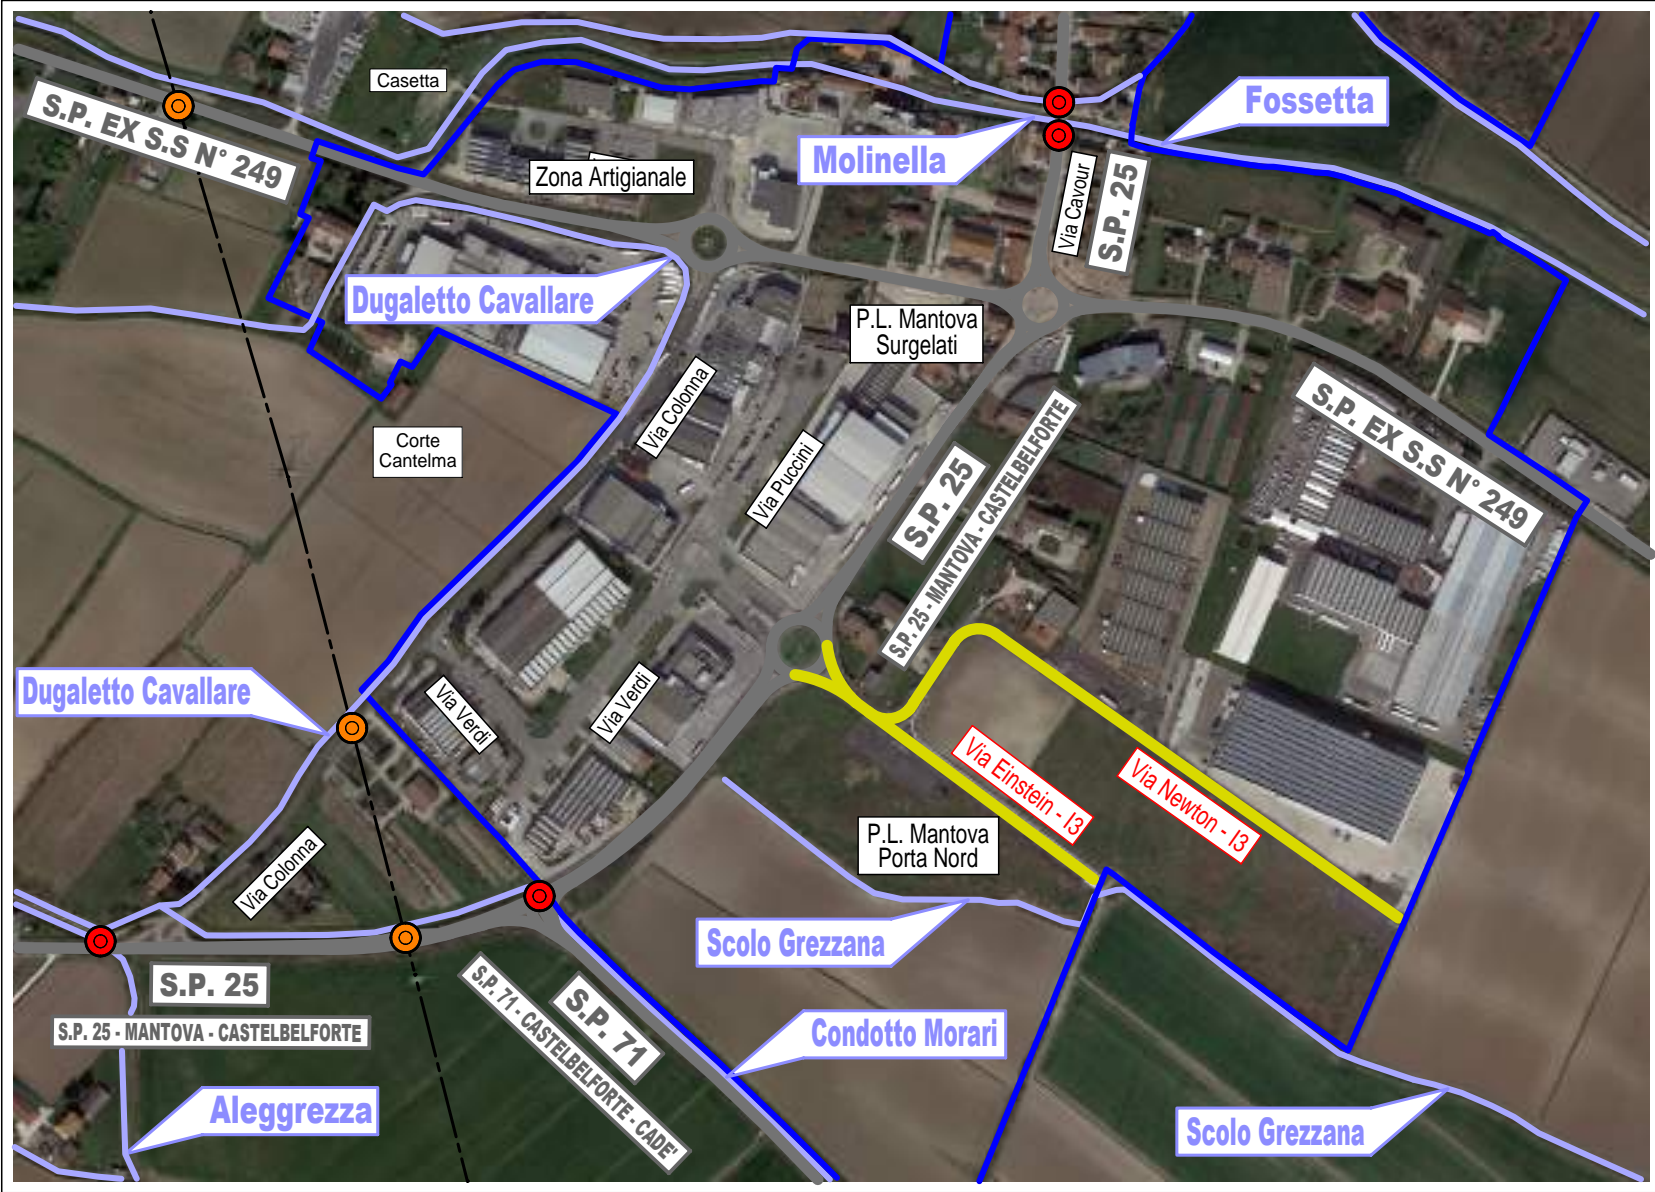 Casetta
S.P. EX S.S N° 249
Fossetta
Molinella
Zona Artigianale
Via Cavour
S.P. 25
Dugaletto Cavallare
P.L. Mantova
Surgelati
Via Colonna
Corte
Cantelma
Via Puccini
S.P. 25
S.P. 25 - MANTOVA - CASTELBELFORTE
S.P. EX S.S N° 249
Dugaletto Cavallare
Via Verdi
Via Verdi
Via Einstein - I3
Via Newton - I3
P.L. Mantova
Porta Nord
Via Colonna
Scolo Grezzana
S.P. 25
S.P. 25 - MANTOVA - CASTELBELFORTE
S.P. 71
S.P. 71 - CASTELBELFORTE - CADE'
Condotto Morari
Aleggrezza
Scolo Grezzana